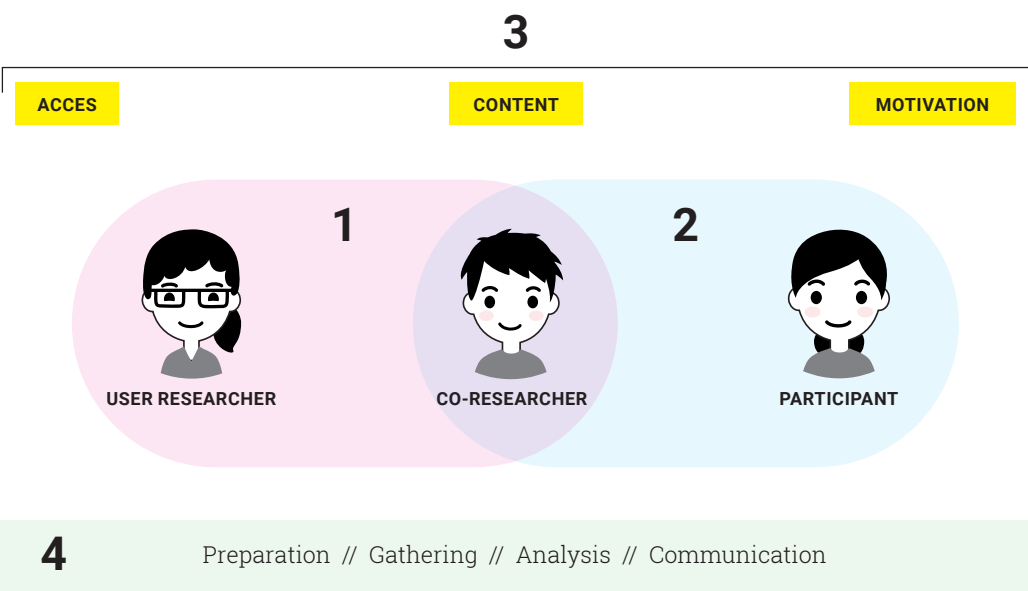 3
ACCES CONTENT MOTIVATION
1 2
USER RESEARCHER CO-RESEARCHER PARTICIPANT
4 Preparation // Gathering // Analysis // Communication